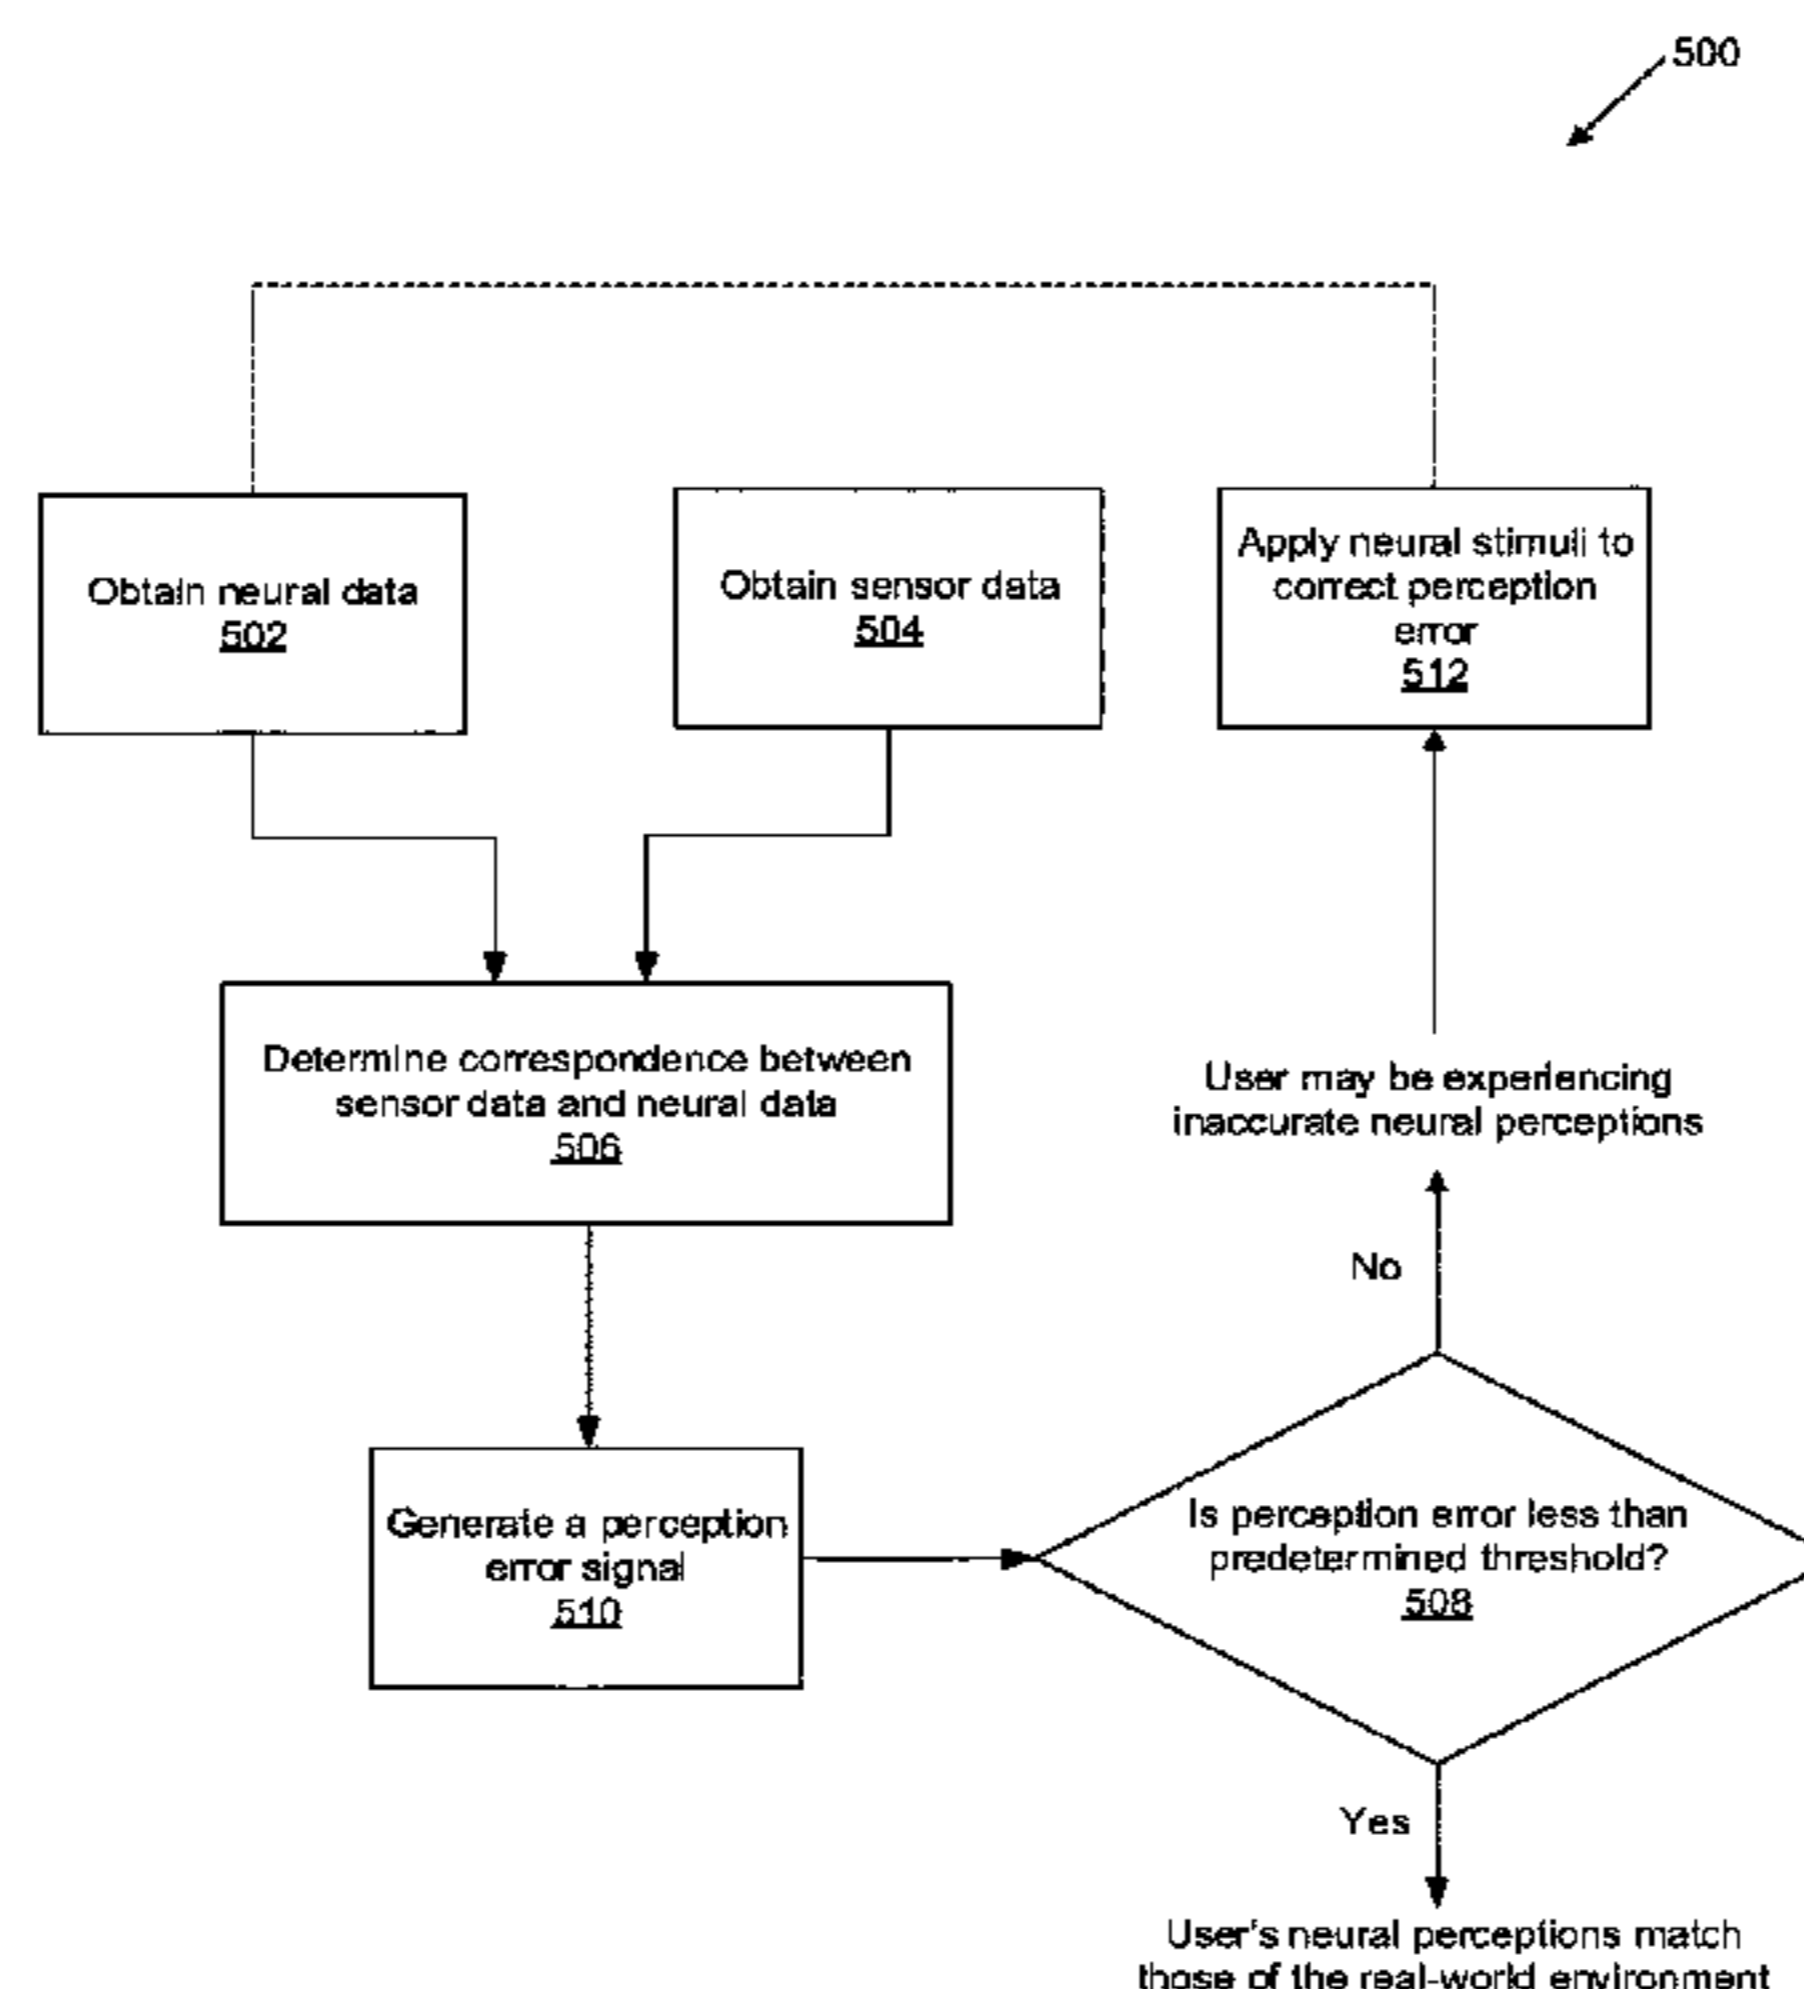 500
Obtain neural data
502
Obtain sensor data
504
Apply neural stimuli to
correct perception
error
512
Determine correspondence between
sensor data and neural data
506
User may be experiencing
inaccurate neural perceptions
No
Generate a perception
error signal
510
Is perception error less than
predetermined threshold?
508
Yes
User's neural perceptions match
those of the real-world environment